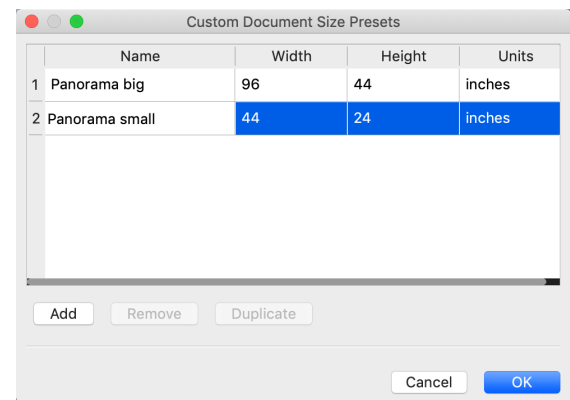 Custom Document Size Presets
Name Width Height Units
1 Panorama big 96 44 inches
2 Panorama small 44 24 inches
Add Remove Duplicate
Cancel OK